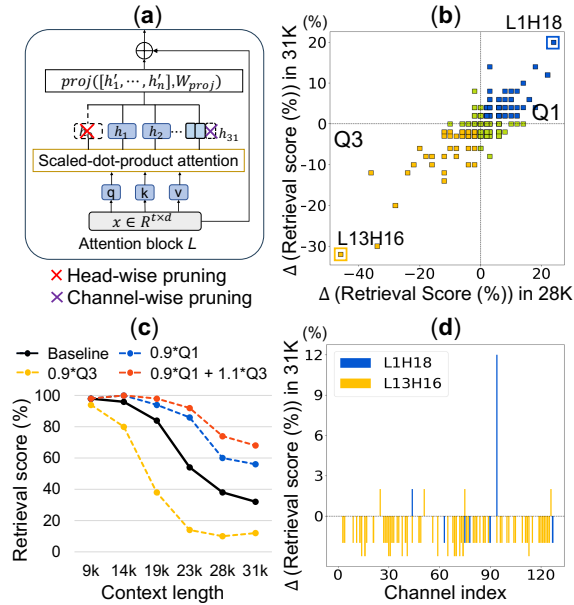 (a)
proj([h′1, ⋯, h′n],Wproj)
h1 h2 ⋯ h31
Scaled-dot-product attention
q k v
x ∈ R^{t×d}
Attention block L
Head-wise pruning
Channel-wise pruning
(b)
(%)
Δ (Retrieval score (%)) in 31K
20
10
0
−10
−20
−30
L1H18
Q1
Q3
L13H16
−40 −20 0 20 (%)
Δ (Retrieval Score (%)) in 28K
(c)
Baseline 0.9*Q1
0.9*Q3 0.9*Q1 + 1.1*Q3
Retrieval score (%)
100
80
60
40
20
0
9k 14k 19k 23k 28k 31k
Context length
(d)
(%)
Δ (Retrieval score (%)) in 31K
12
9
6
3
0
L1H18
L13H16
0 30 60 90 120
Channel index